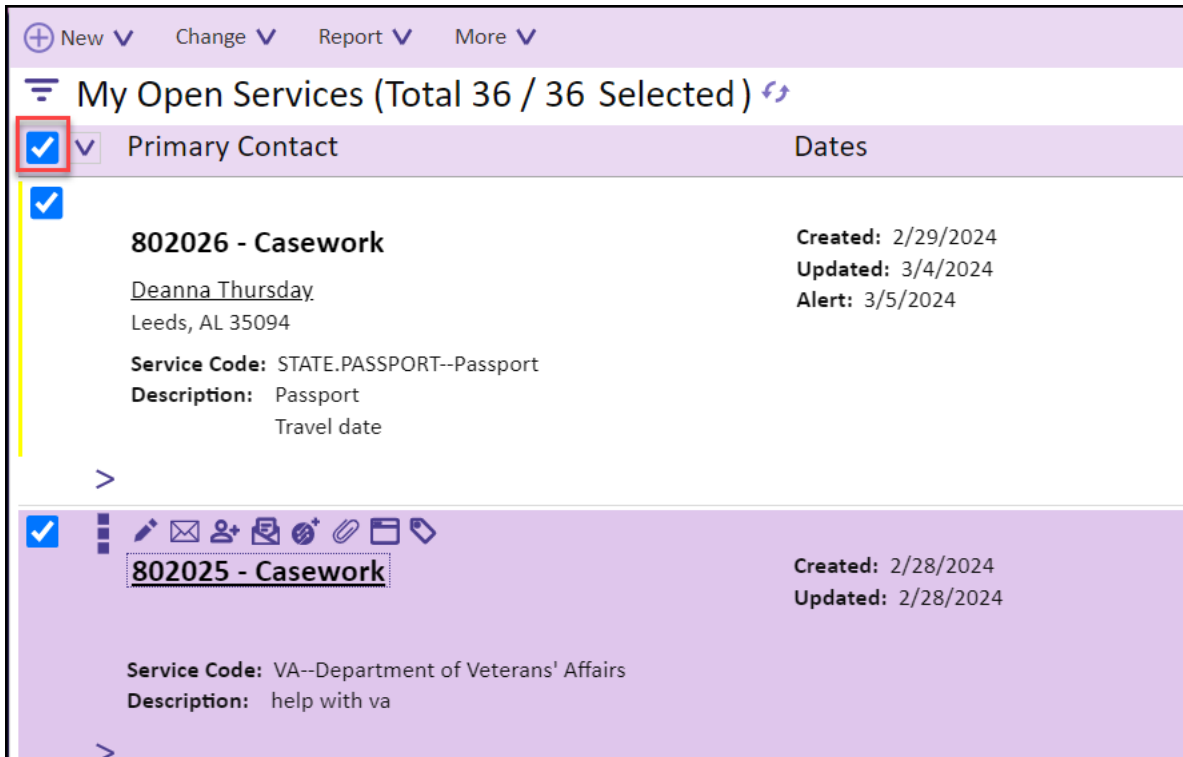 New Change Report More
My Open Services (Total 36 / 36 Selected)
Primary Contact Dates
802026 - Casework
Created: 2/29/2024
Updated: 3/4/2024
Alert: 3/5/2024
Deanna Thursday
Leeds, AL 35094
Service Code: STATE.PASSPORT--Passport
Description: Passport
Travel date
802025 - Casework
Created: 2/28/2024
Updated: 2/28/2024
Service Code: VA--Department of Veterans' Affairs
Description: help with va